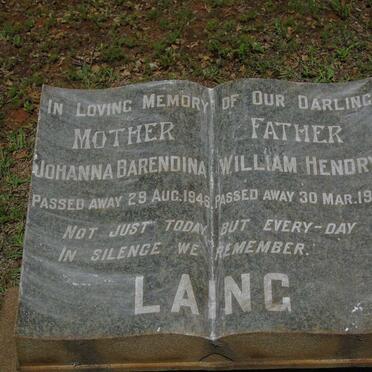 IN LOVING MEMORY OF OUR DARLING
MOTHER FATHER
JOHANNA BARENDINA WILLIAM HENDRY
PASSED AWAY 29 AUG. 1946 PASSED AWAY 30 MAR. 19
NOT JUST TODAY BUT EVERY-DAY
IN SILENCE WE REMEMBER.
LAING